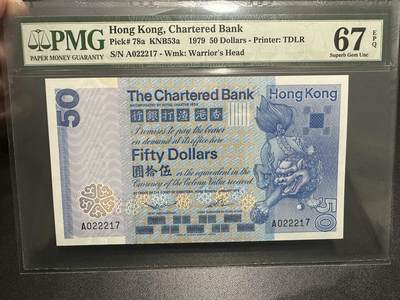 PMG
PAPER MONEY GUARANTY
Hong Kong, Chartered Bank
Pick# 78a KNB53a 1979 50 Dollars - Printer: TDLR
S/N A022217 - Wmk: Warrior's Head
67 EPQ
Superb Gem Unc
50
The Chartered Bank
Hong Kong
行銀打渣港香
Promises to pay the bearer
on demand at its office here
Fifty Dollars
圓拾伍
or the equivalent in the
Currency of the Colony Value received
A022217
A022217
50